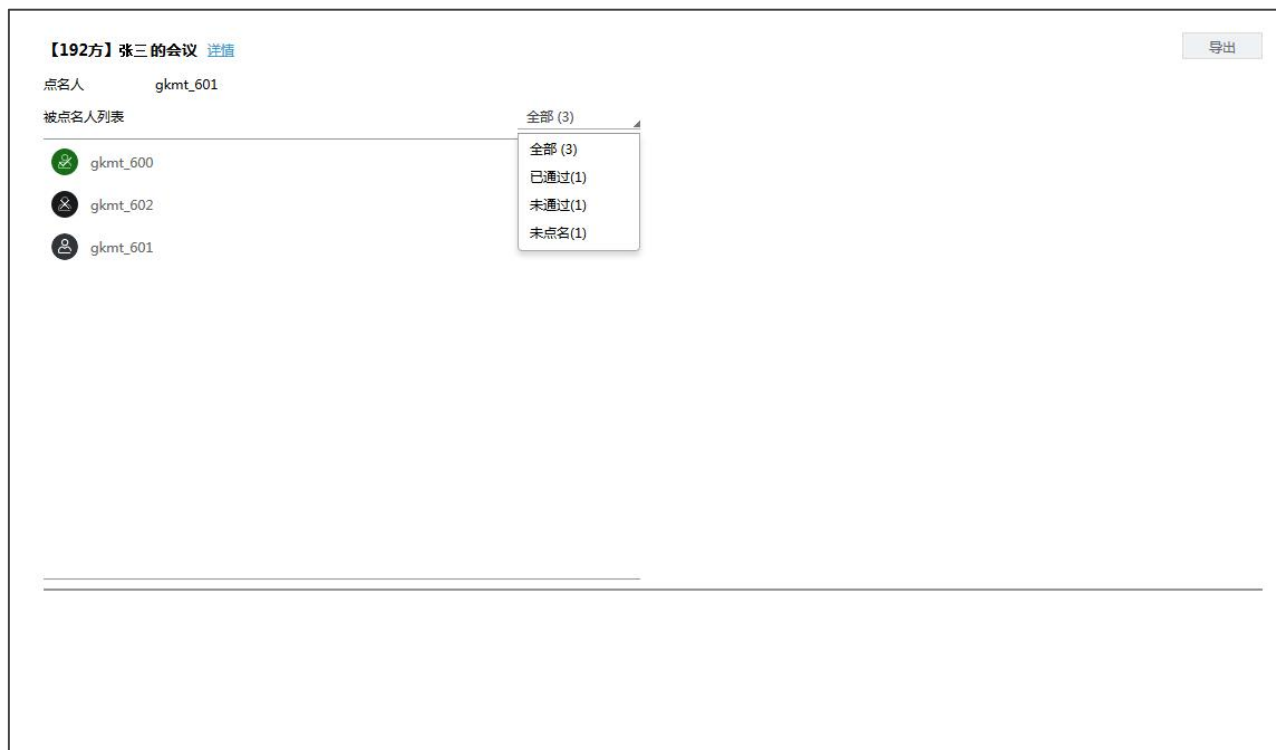 【192方】张三的会议 详情
导出
点名人 gkmt_601
被点名人列表 全部 (3)
全部 (3)
gkmt_600
已通过(1)
gkmt_602
未通过(1)
未点名(1)
gkmt_601